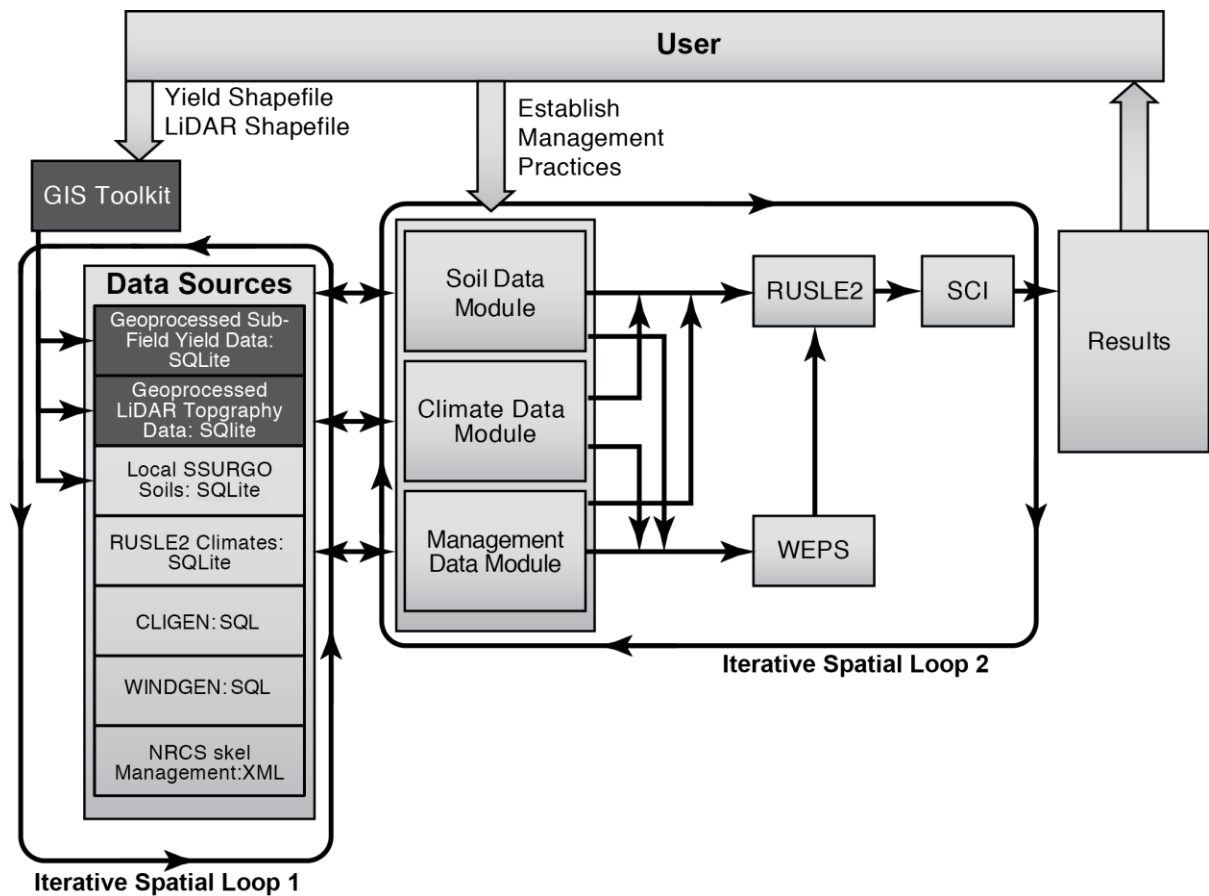 User
Yield Shapefile
LiDAR Shapefile
Establish
Management
Practices
GIS Toolkit
Data Sources
Geoprocessed Sub-
Field Yield Data:
SQLite
Geoprocessed
LiDAR Topgraphy
Data: SQlite
Local SSURGO
Soils: SQLite
RUSLE2 Climates:
SQLite
CLIGEN: SQL
WINDGEN: SQL
NRCS skel
Management:XML
Iterative Spatial Loop 1
Soil Data
Module
Climate Data
Module
Management
Data Module
RUSLE2
SCI
WEPS
Iterative Spatial Loop 2
Results